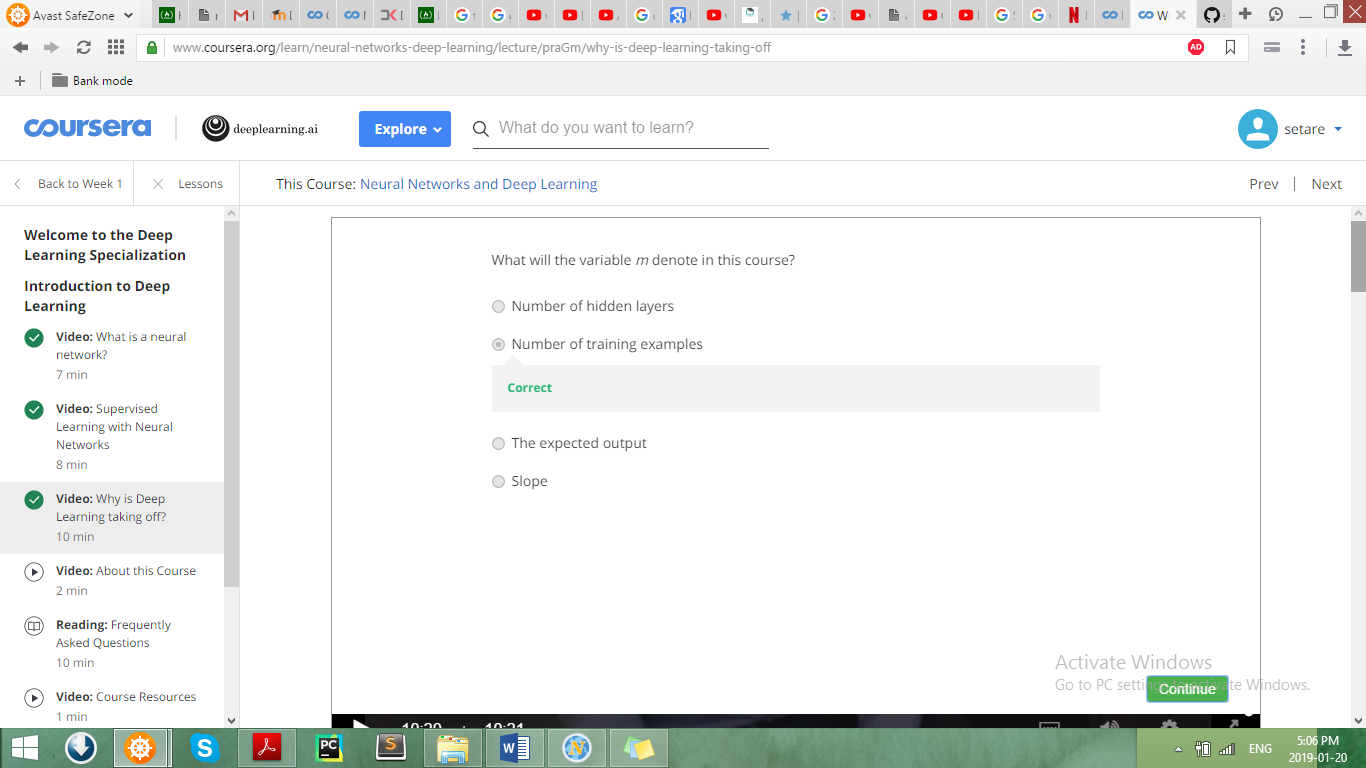 Avast SafeZone
www.coursera.org/learn/neural-networks-deep-learning/lecture/praGm/why-is-deep-learning-taking-off
AD
Bank mode
coursera
deeplearning.ai
Explore
What do you want to learn?
setare
Back to Week 1
Lessons
This Course: Neural Networks and Deep Learning
Prev | Next
Welcome to the Deep
Learning Specialization
Introduction to Deep
Learning
Video: What is a neural
network?
7 min
Video: Supervised
Learning with Neural
Networks
8 min
Video: Why is Deep
Learning taking off?
10 min
Video: About this Course
2 min
Reading: Frequently
Asked Questions
10 min
Video: Course Resources
1 min
What will the variable m denote in this course?
Number of hidden layers
Number of training examples
Correct
The expected output
Slope
Activate Windows
Go to PC settings to activate Windows.
Continue
ENG
5:06 PM
2019-01-20